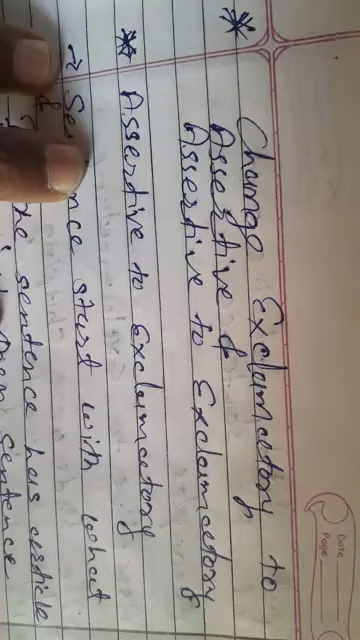 Date
Page
* Change Exclamatory to
Assertive &
Assertive to Exclamatory
* Assertive to Exclamatory
nce start with what
the sentence has article
sentence